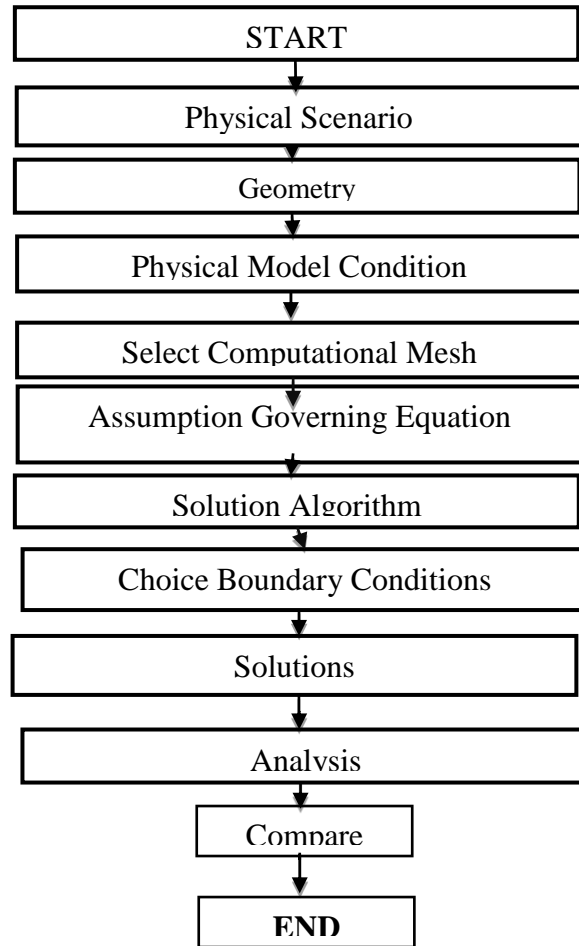 START
Physical Scenario
Geometry
Physical Model Condition
Select Computational Mesh
Assumption Governing Equation
Solution Algorithm
Choice Boundary Conditions
Solutions
Analysis
Compare
END